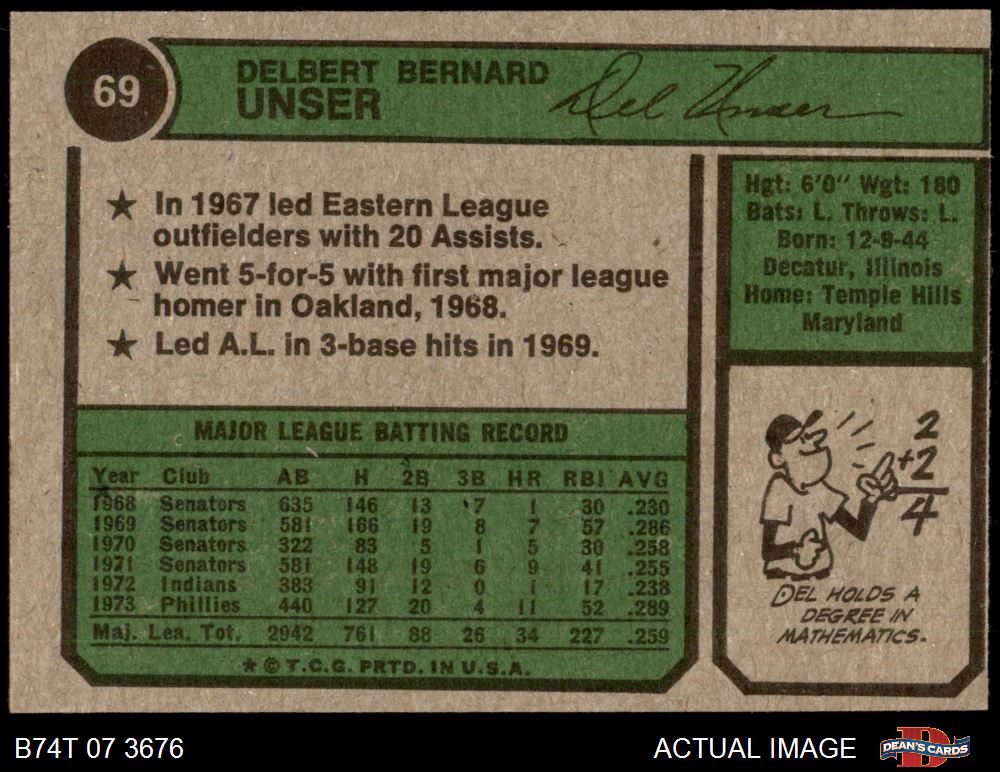 69
DELBERT BERNARD
UNSER
Del Unser
★ In 1967 led Eastern League
outfielders with 20 Assists.
★ Went 5-for-5 with first major league
homer in Oakland, 1968.
★ Led A.L. in 3-base hits in 1969.
Hgt: 6'0" Wgt: 180
Bats: L. Throws: L.
Born: 12-9-44
Decatur, Illinois
Home: Temple Hills
Maryland
MAJOR LEAGUE BATTING RECORD
Year Club AB H 2B 3B HR RBI AVG
1968 Senators 635 146 13 7 1 30 .230
1969 Senators 581 166 19 8 7 57 .286
1970 Senators 322 83 5 1 5 30 .258
1971 Senators 581 148 19 6 9 41 .255
1972 Indians 383 91 12 0 1 17 .238
1973 Phillies 440 127 20 4 11 52 .289
Maj. Lea. Tot. 2942 761 88 26 34 227 .259
★ © T.C.G. PRTD. IN U.S.A.
2
+2
4
DEL HOLDS A
DEGREE IN
MATHEMATICS.
B74T 07 3676
ACTUAL IMAGE
DEAN'S CARDS